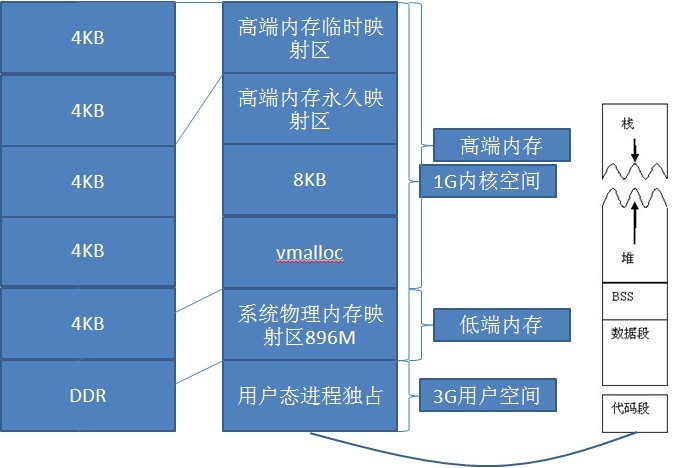 4KB
4KB
4KB
4KB
4KB
DDR
高端内存临时映
射区
高端内存永久映
射区
8KB
vmalloc
系统物理内存映
射区896M
用户态进程独占
高端内存
1G内核空间
低端内存
3G用户空间
栈
堆
BSS
数据段
代码段